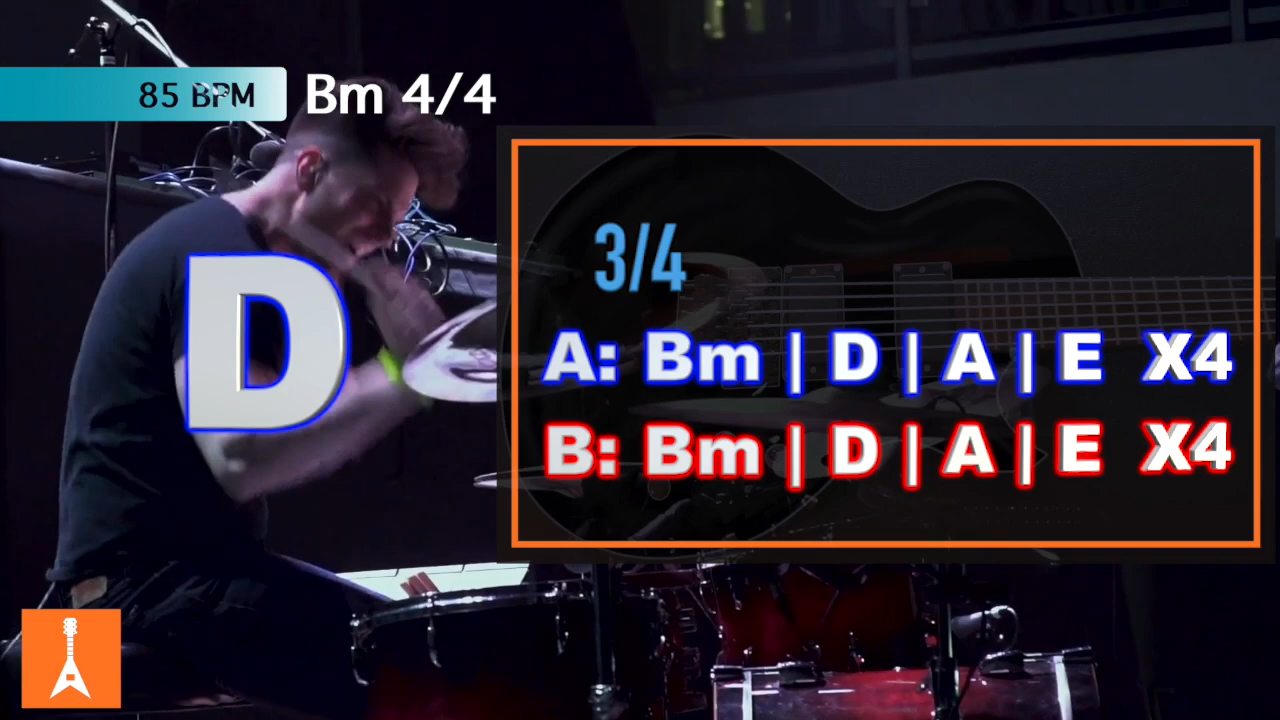 85 BPM Bm 4/4
3/4
D
A: Bm | D | A | E X4
B: Bm | D | A | E X4